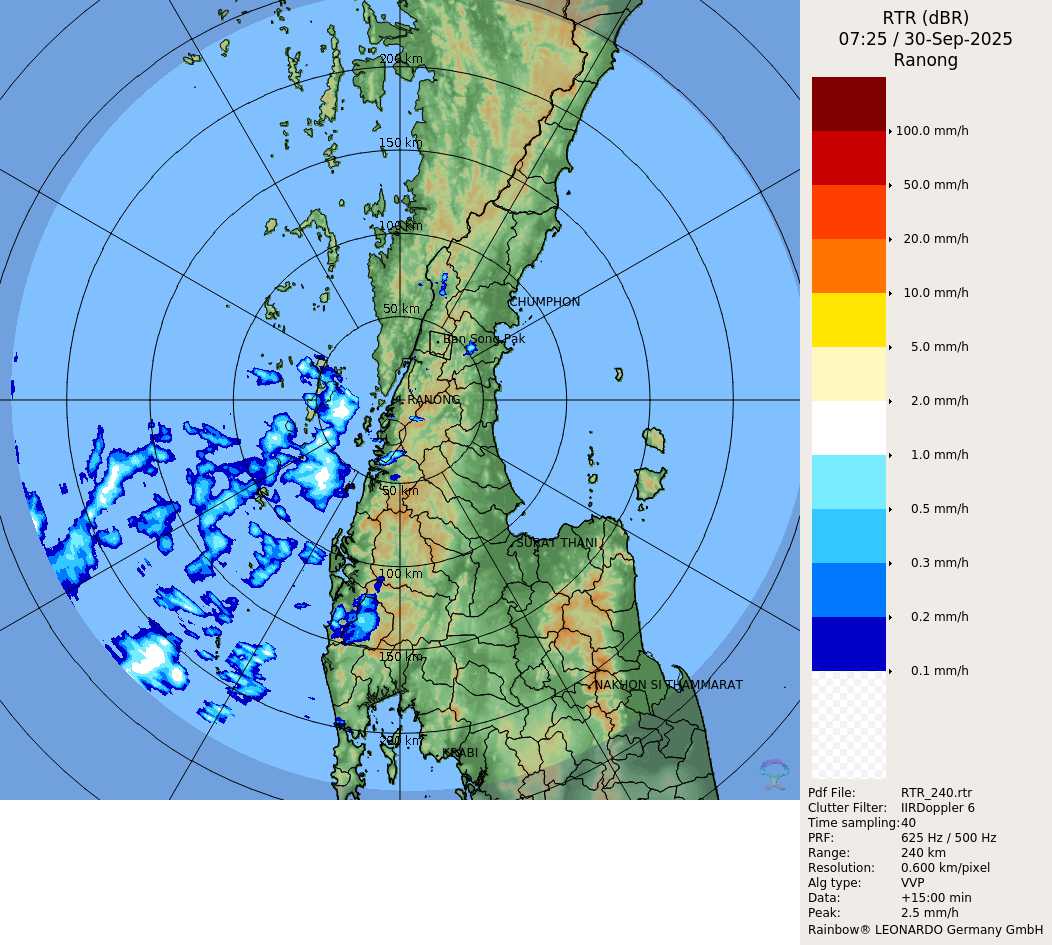 RTR (dBR)
07:25 / 30-Sep-2025
Ranong
200 km
150 km
100 km
50 km
CHUMPHON
Ban Song Pak
RANONG
50 km
SURAT THANI
100 km
150 km
NAKHON SI THAMMARAT
200 km
KRABI
100.0 mm/h
50.0 mm/h
20.0 mm/h
10.0 mm/h
5.0 mm/h
2.0 mm/h
1.0 mm/h
0.5 mm/h
0.3 mm/h
0.2 mm/h
0.1 mm/h
Pdf File: RTR_240.rtr
Clutter Filter: IIRDoppler 6
Time sampling:40
PRF: 625 Hz / 500 Hz
Range: 240 km
Resolution: 0.600 km/pixel
Alg type: VVP
Data: +15:00 min
Peak: 2.5 mm/h
Rainbow® LEONARDO Germany GmbH